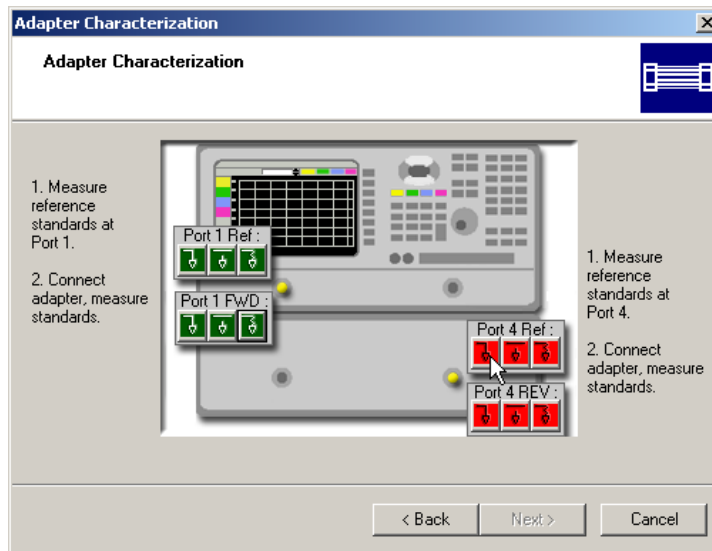 Adapter Characterization
Adapter Characterization
1. Measure
reference
standards at
Port 1.
2. Connect
adapter, measure
standards.
Port 1 Ref :
Port 1 FWD :
Port 4 Ref :
Port 4 REV :
1. Measure
reference
standards at
Port 4.
2. Connect
adapter, measure
standards.
< Back
Next >
Cancel